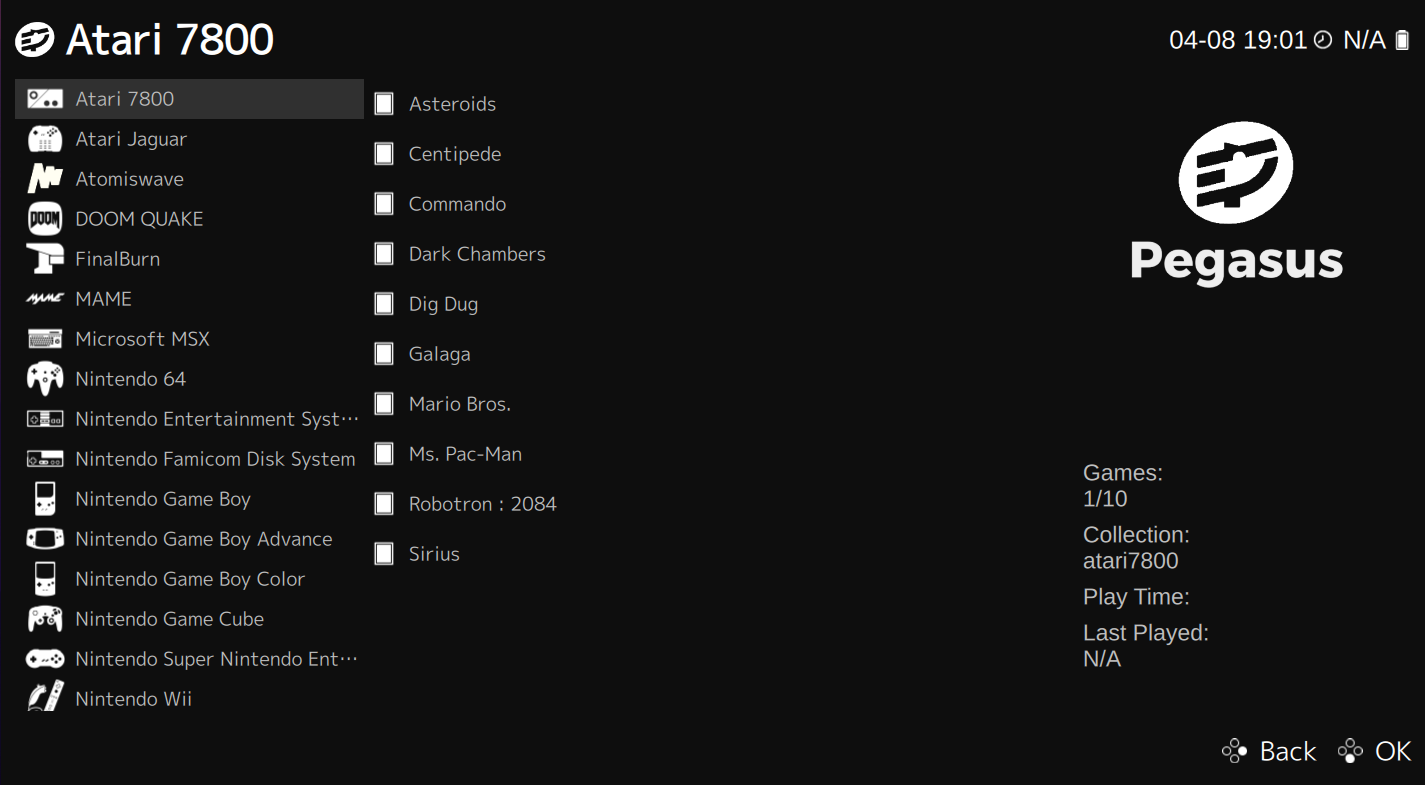 Atari 7800
04-08 19:01 N/A
Atari 7800
Atari Jaguar
Atomiswave
DOOM
DOOM QUAKE
FinalBurn
MAME
MAME
Microsoft MSX
Nintendo 64
Nintendo Entertainment Syst…
Nintendo Famicom Disk System
Nintendo Game Boy
Nintendo Game Boy Advance
Nintendo Game Boy Color
Nintendo Game Cube
Nintendo Super Nintendo Ent…
Nintendo Wii
Asteroids
Centipede
Commando
Dark Chambers
Dig Dug
Galaga
Mario Bros.
Ms. Pac-Man
Robotron : 2084
Sirius
Pegasus
Games:
1/10
Collection:
atari7800
Play Time:
Last Played:
N/A
Back OK